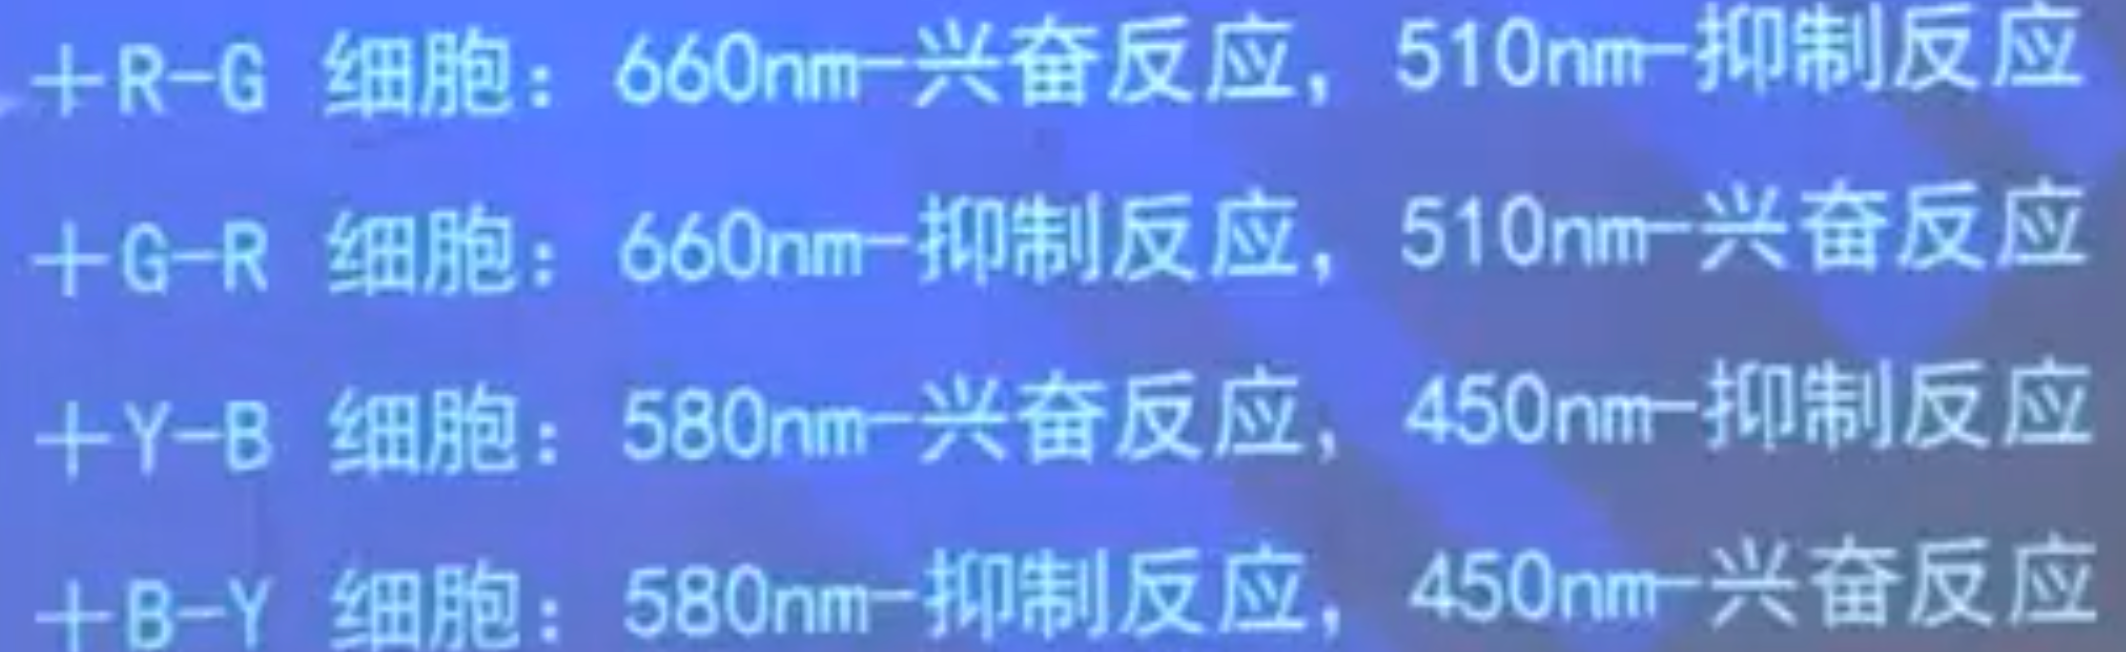 +R-G 细胞：660nm-兴奋反应，510nm-抑制反应
+G-R 细胞：660nm-抑制反应，510nm-兴奋反应
+Y-B 细胞：580nm-兴奋反应，450nm-抑制反应
+B-Y 细胞：580nm-抑制反应，450nm-兴奋反应